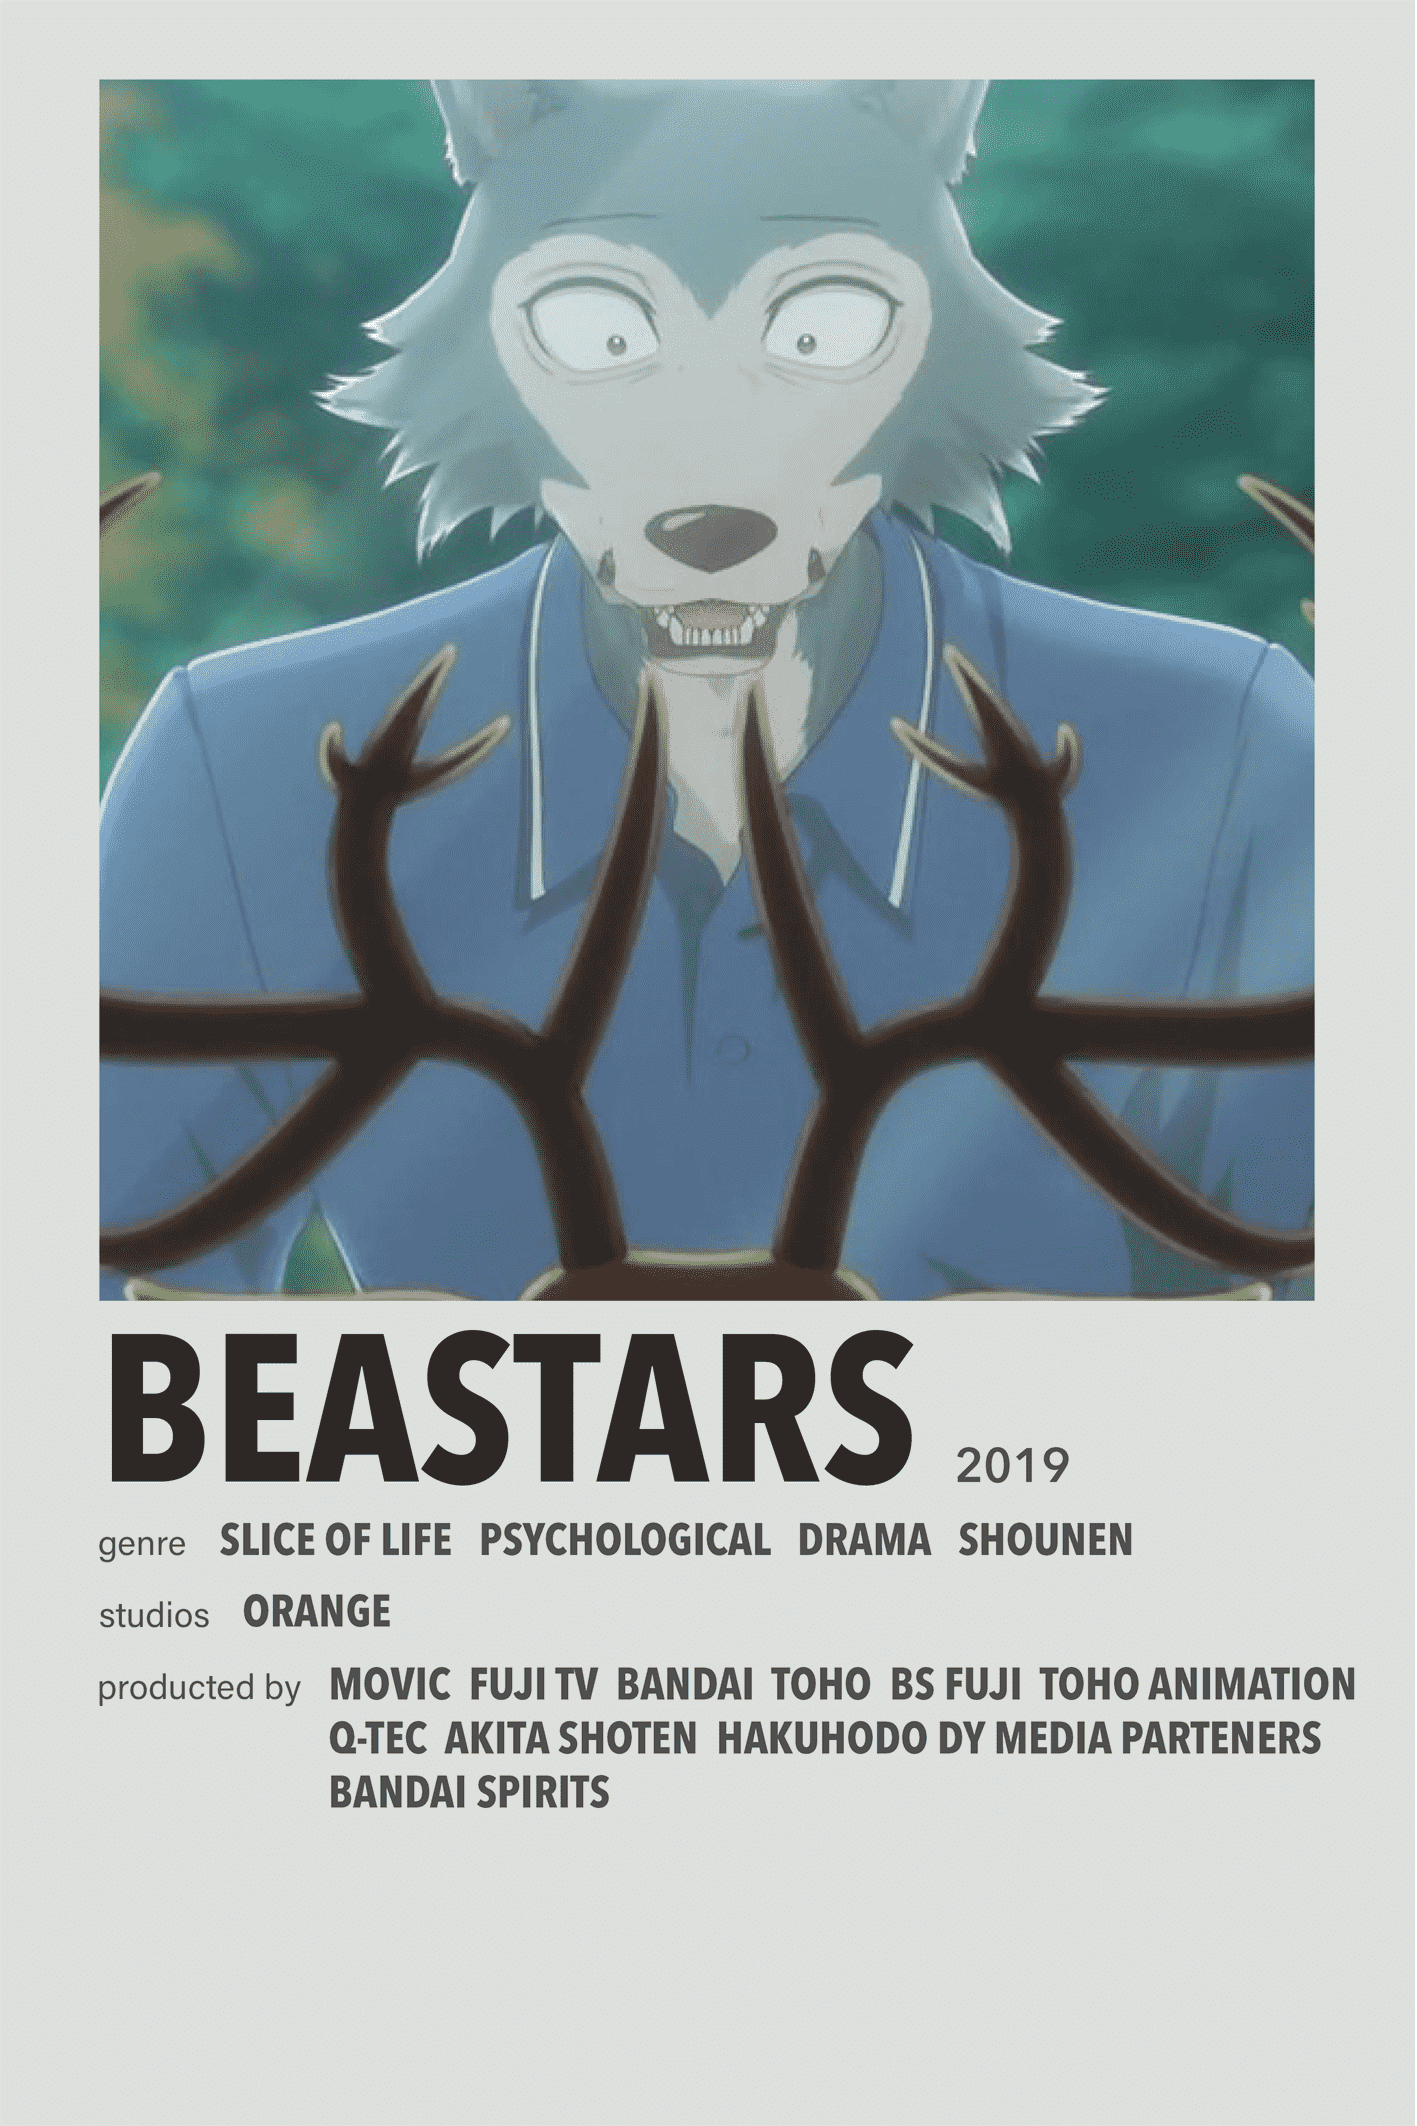 BEASTARS 2019
genre SLICE OF LIFE PSYCHOLOGICAL DRAMA SHOUNEN
studios ORANGE
producted by MOVIC FUJI TV BANDAI TOHO BS FUJI TOHO ANIMATION
Q-TEC AKITA SHOTEN HAKUHODO DY MEDIA PARTENERS
BANDAI SPIRITS